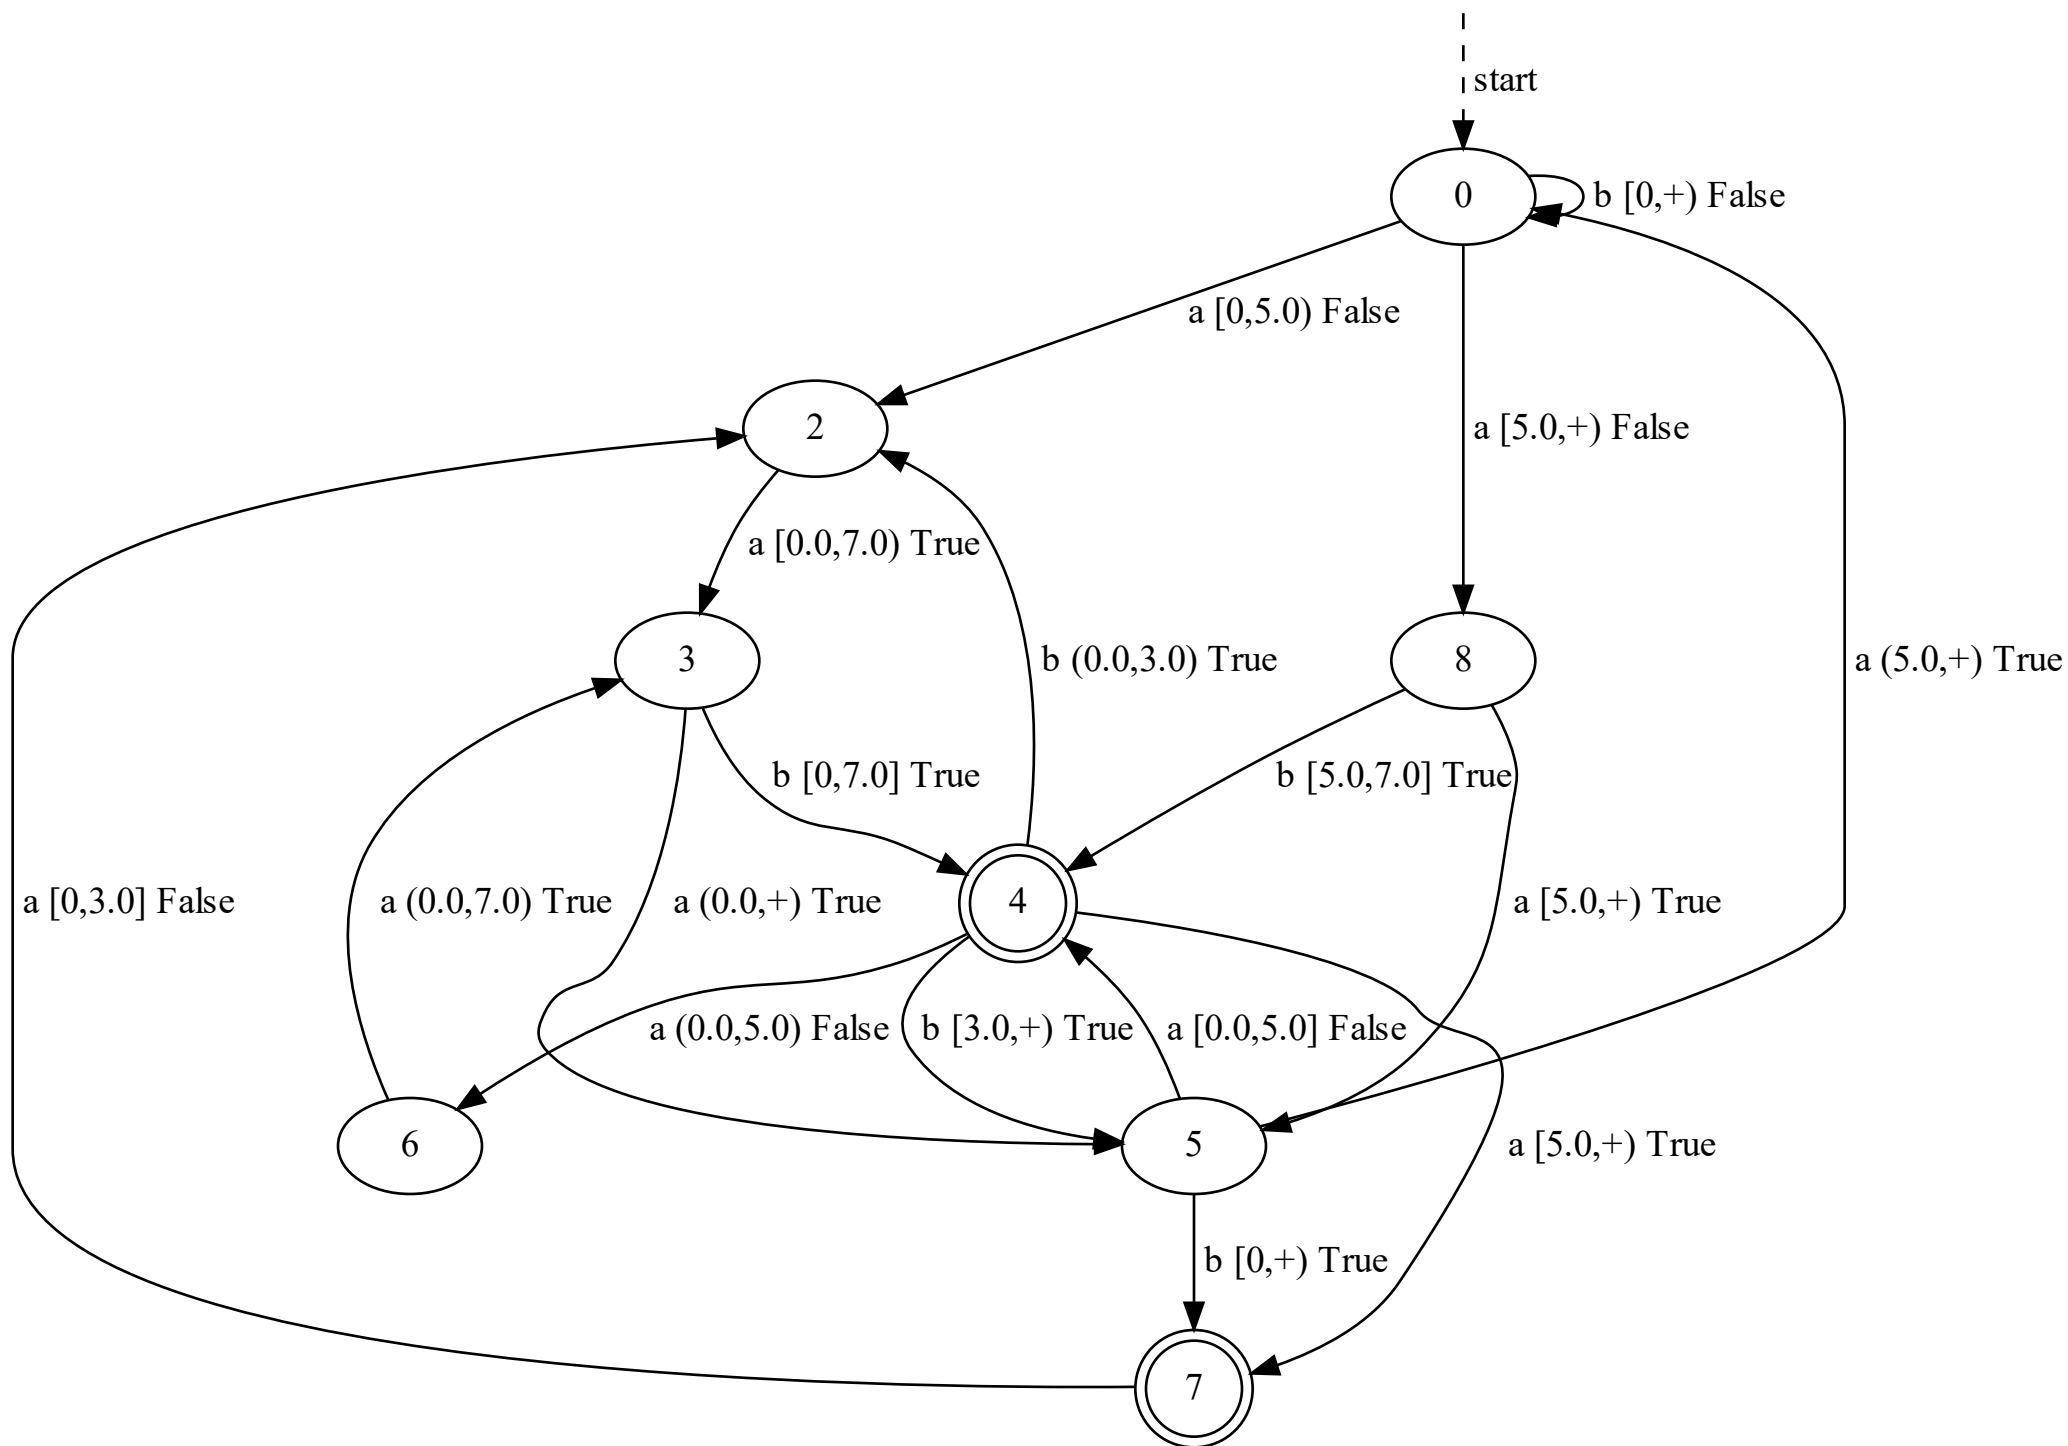 start
0
b [0,+) False
a [0,5.0) False
2
a [5.0,+) False
a [0.0,7.0) True
3
b (0.0,3.0) True
8
a (5.0,+) True
b [0,7.0] True
b [5.0,7.0] True
a [0,3.0] False
a (0.0,7.0) True
a (0.0,+) True
4
a [5.0,+) True
a (0.0,5.0) False
b [3.0,+) True
a [0.0,5.0] False
6
5
a [5.0,+) True
b [0,+) True
7